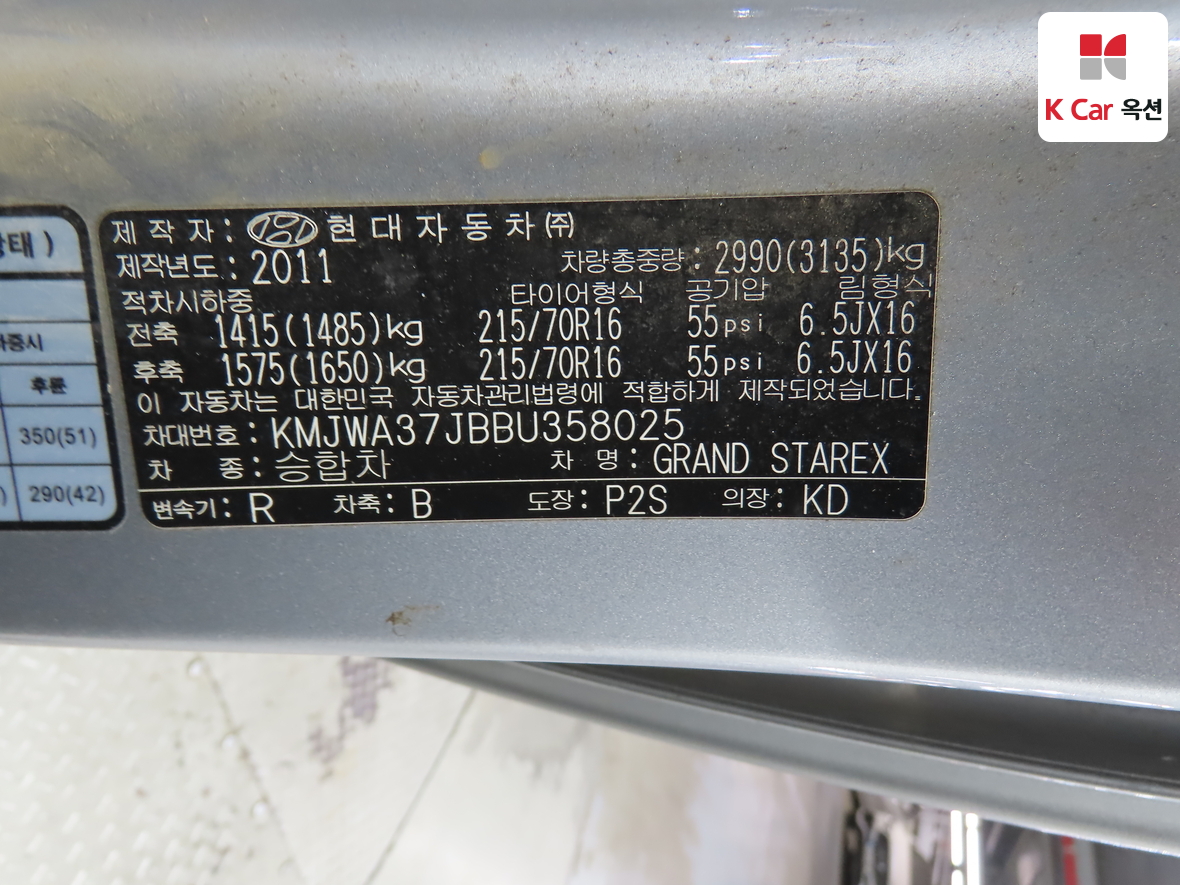 K Car 옥션
제 작 자 : 현 대 자 동 차 ㈜
제작년도 : 2011 차량총중량 : 2990(3135)kg
적차시하중 타이어형식 공기압 림형식
전축 1415(1485)kg 215/70R16 55psi 6.5JX16
후축 1575(1650)kg 215/70R16 55psi 6.5JX16
이 자동차는 대한민국 자동차관리법령에 적합하게 제작되었습니다.
차대번호 : KMJWA37JBBU358025
차 종 : 승합차 차 명 : GRAND STAREX
변속기 : R 차축 : B 도장 : P2S 의장 : KD
후륜
350(51)
290(42)